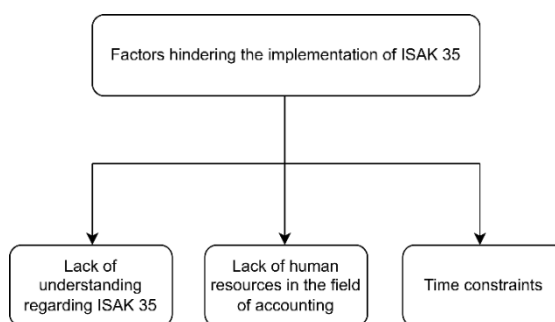 Factors hindering the implementation of ISAK 35
Lack of
understanding
regarding ISAK 35
Lack of human
resources in the field
of accounting
Time constraints